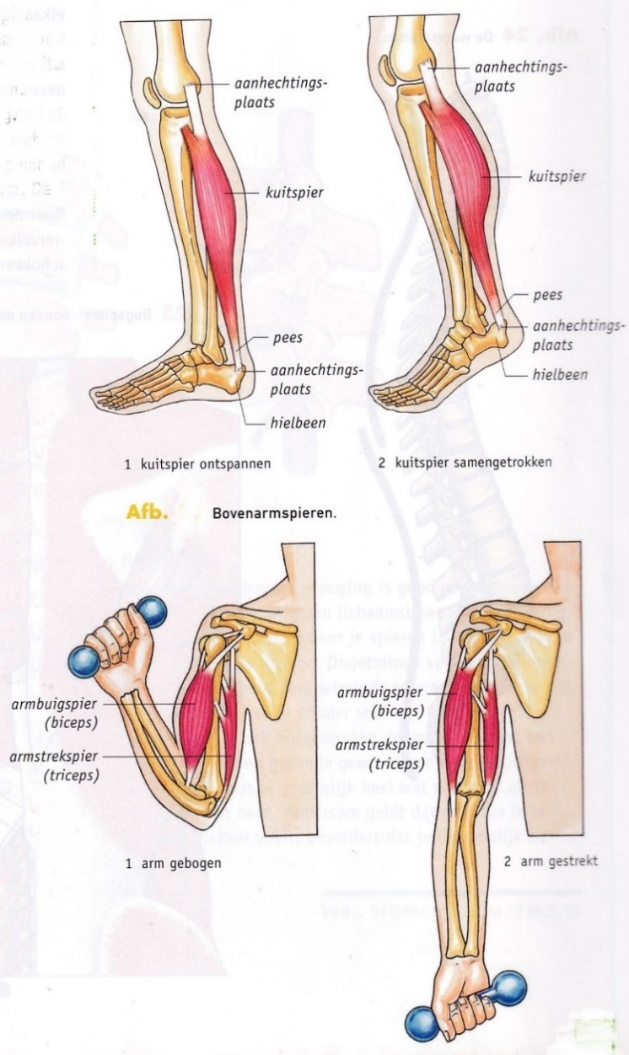 aanhechtings-
plaats
kuitspier
pees
aanhechtings-
plaats
hielbeen
1 kuitspier ontspannen
aanhechtings-
plaats
kuitspier
pees
aanhechtings-
plaats
hielbeen
2 kuitspier samengetrokken
Afb. Bovenarmspieren.
armbuigspier
(biceps)
armstrekspier
(triceps)
1 arm gebogen
armbuigspier
(biceps)
armstrekspier
(triceps)
2 arm gestrekt